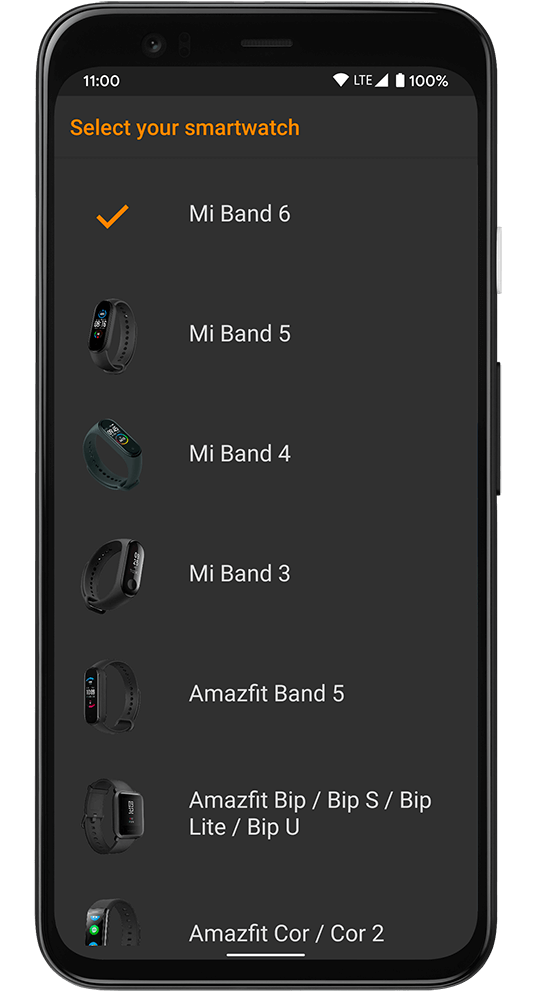 11:00 LTE 100%
Select your smartwatch
Mi Band 6
Mi Band 5
Mi Band 4
Mi Band 3
Amazfit Band 5
Amazfit Bip / Bip S / Bip
Lite / Bip U
Amazfit Cor / Cor 2